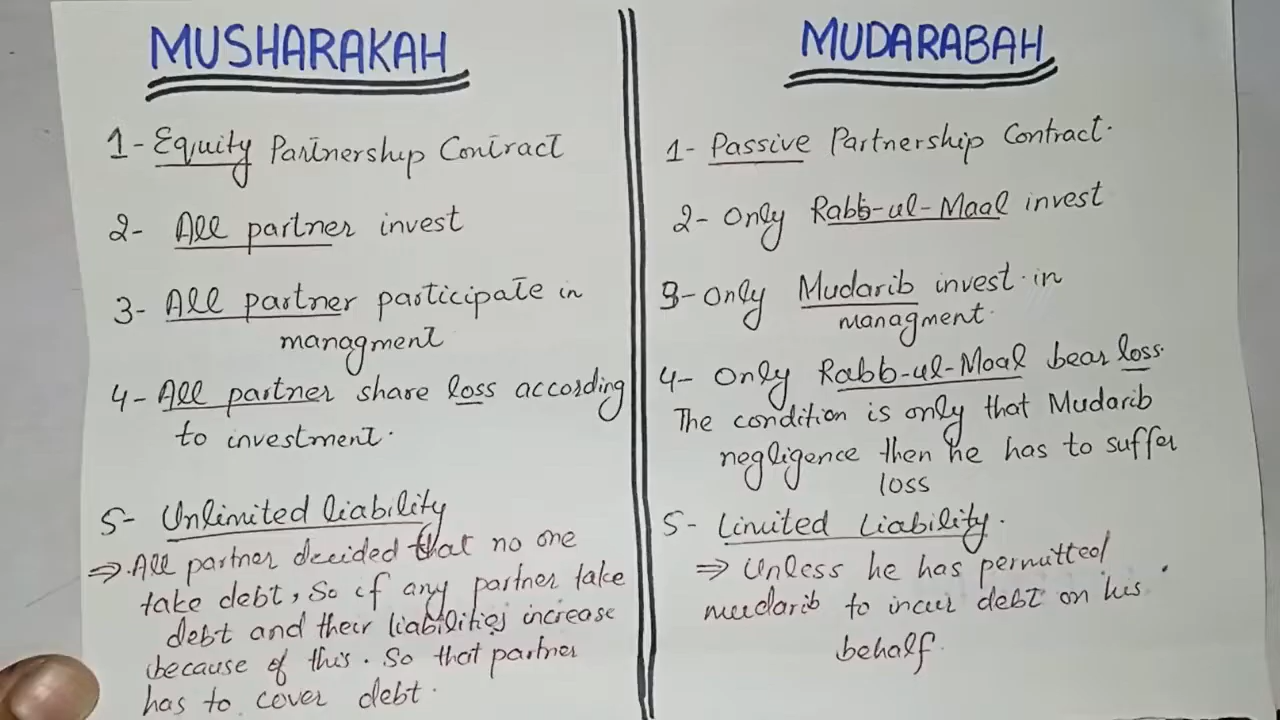 MUSHARAKAH
1- Equity Partnership Contract
2- All partner invest
3- All partner participate in
managment
4- All partner share loss according
to investment.
5- Unlimited liability
⇒ All partner decided that no one
take debt, So if any partner take
debt and their liabilities increase
because of this. So that partner
has to cover debt.
MUDARABAH
1- Passive Partnership Contract.
2- Only Rabb-ul-Maal invest
3- Only Mudarib invest in
managment.
4- Only Rabb-ul-Maal bear loss.
The condition is only that Mudarib
negligence then he has to suffer
loss
5- Limited Liability.
⇒ Unless he has permitted
mudarib to incur debt on his
behalf.